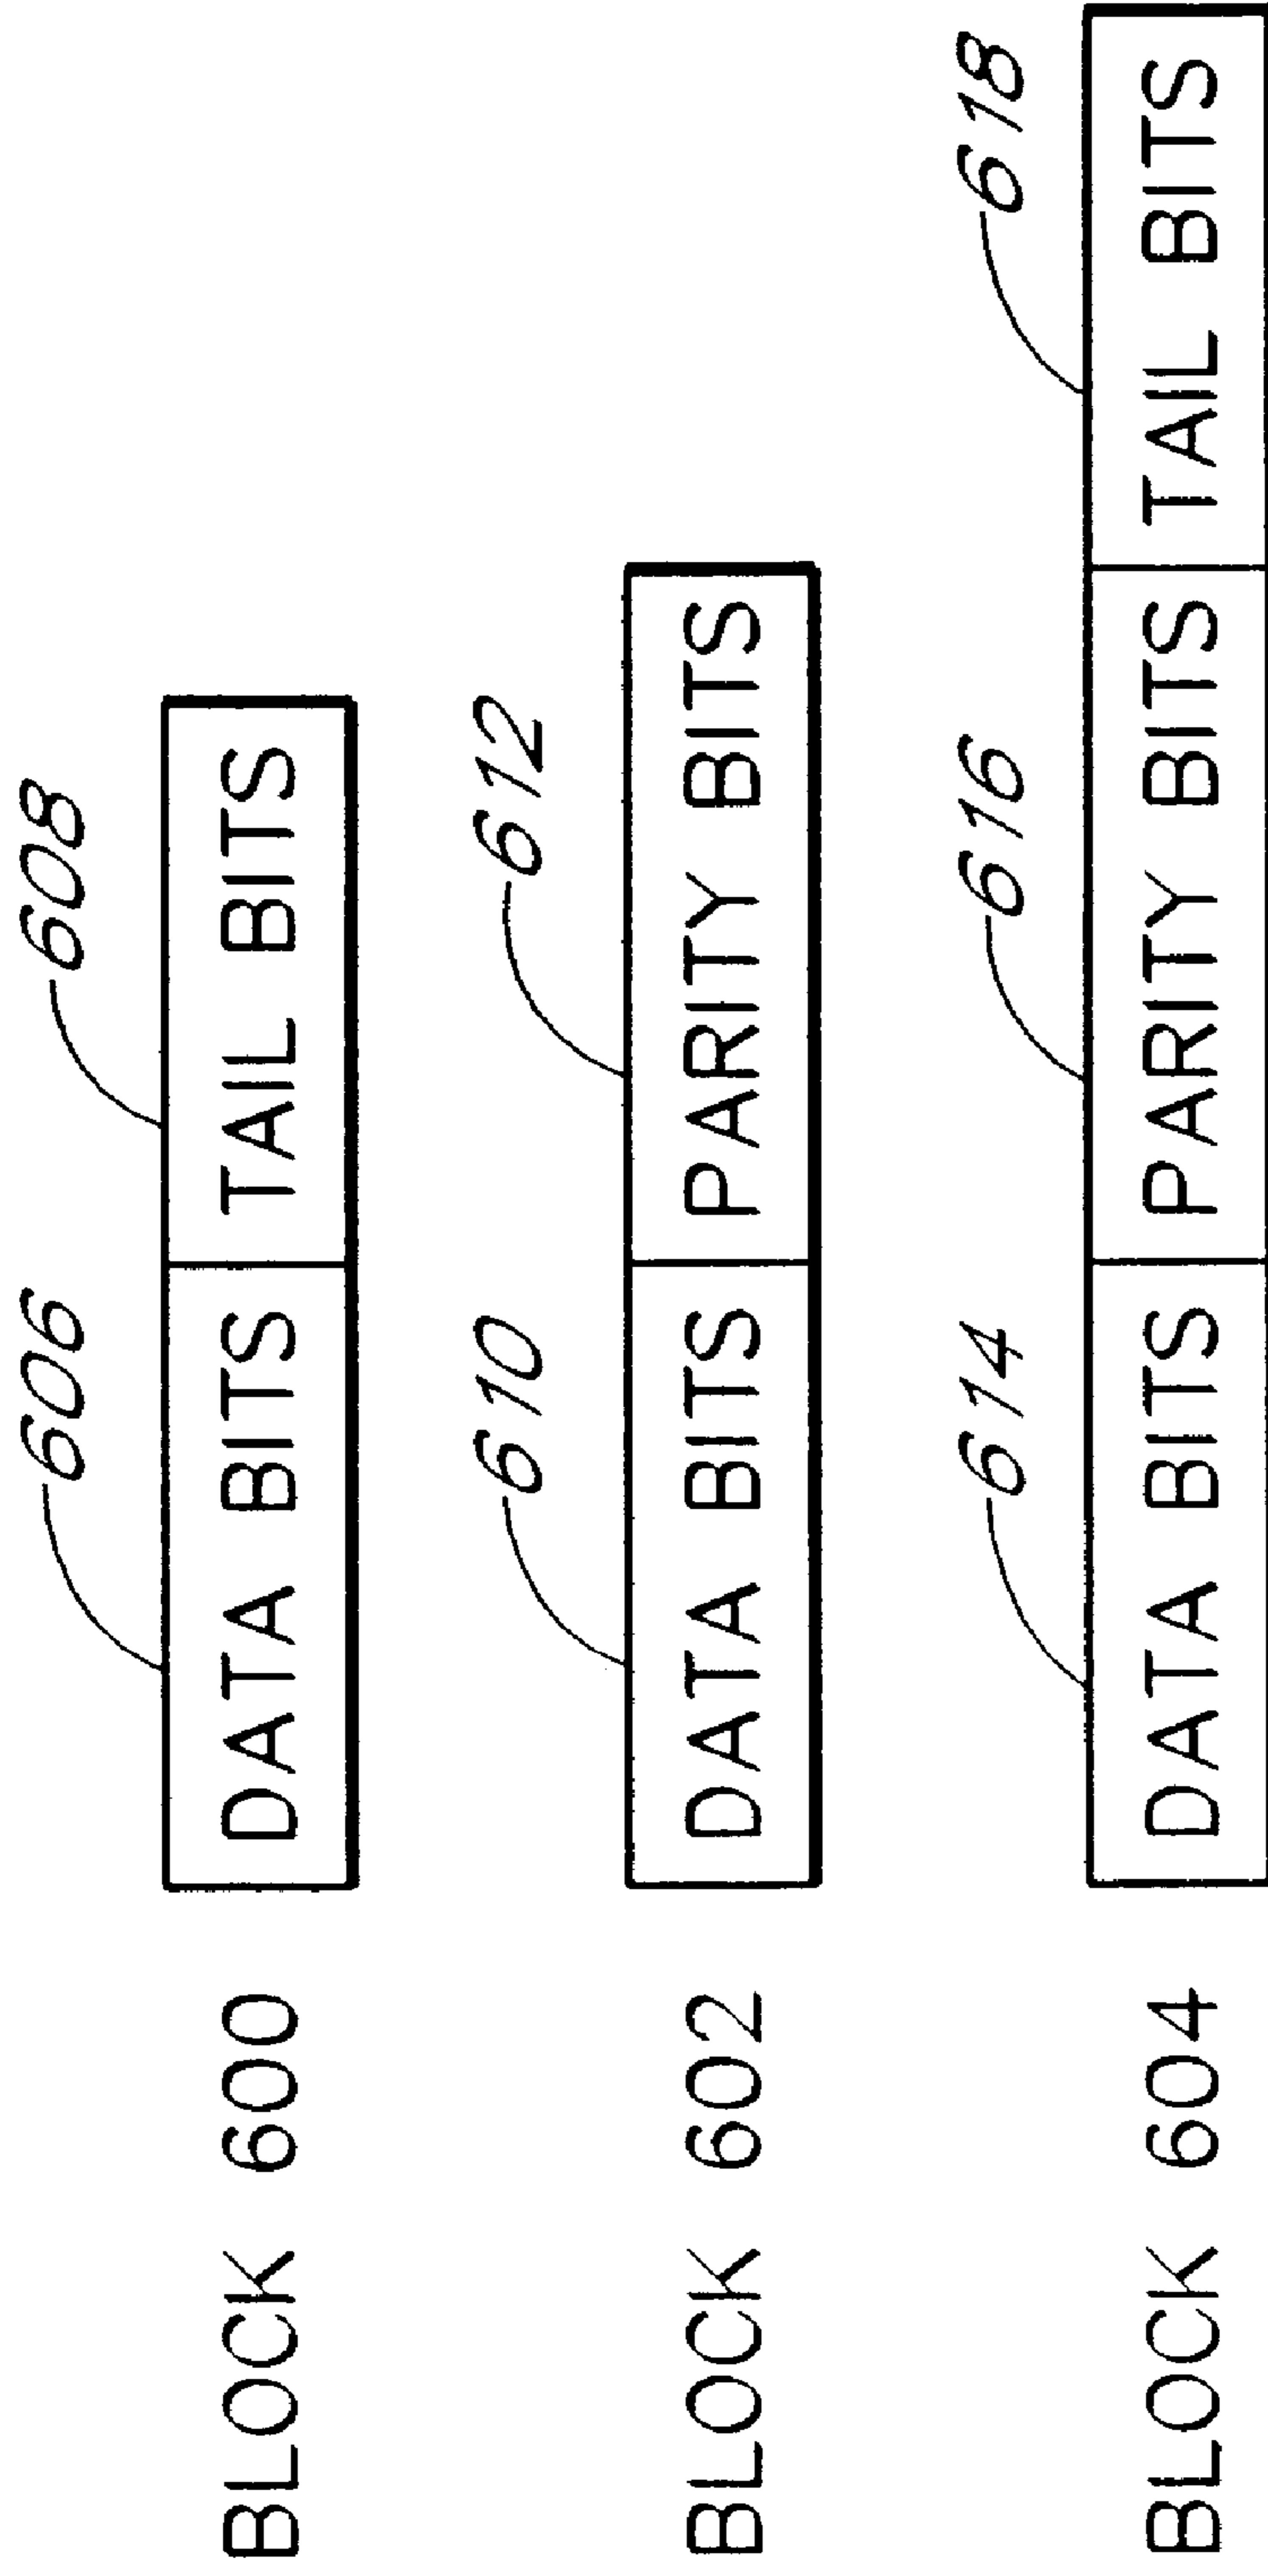 606 608
BLOCK 600 DATA BITS TAIL BITS
610 612
BLOCK 602 DATA BITS PARITY BITS
614 616 618
BLOCK 604 DATA BITS PARITY BITS TAIL BITS